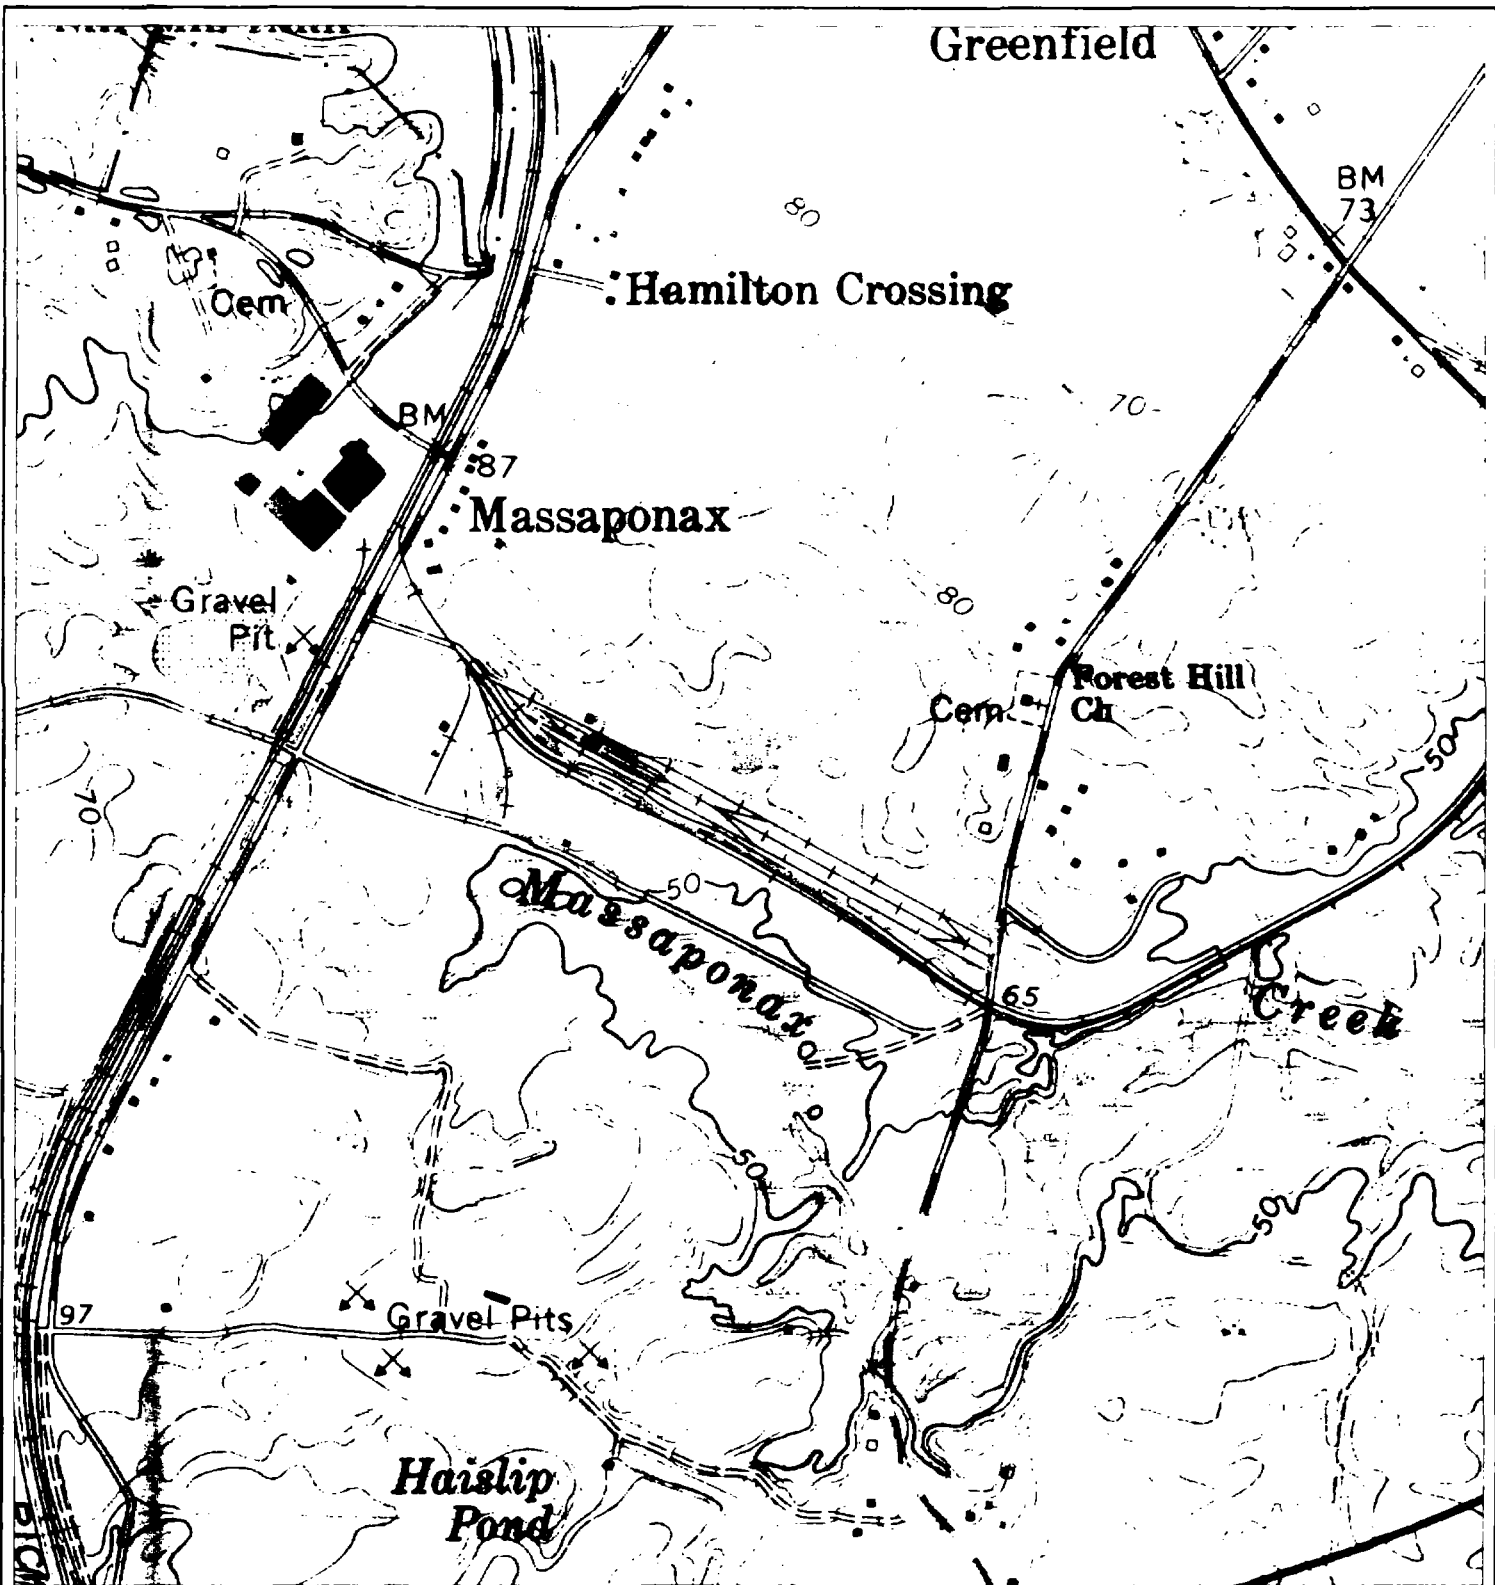 Greenfield
BM
73
80
Hamilton Crossing
Cem
70
BM
87
Massaponax
80
Gravel
Pit
Forest Hill
Ch
Cem
50
70
50
Massaponax
65
Creek
50
50
97
Gravel Pits
Haislip
Pond